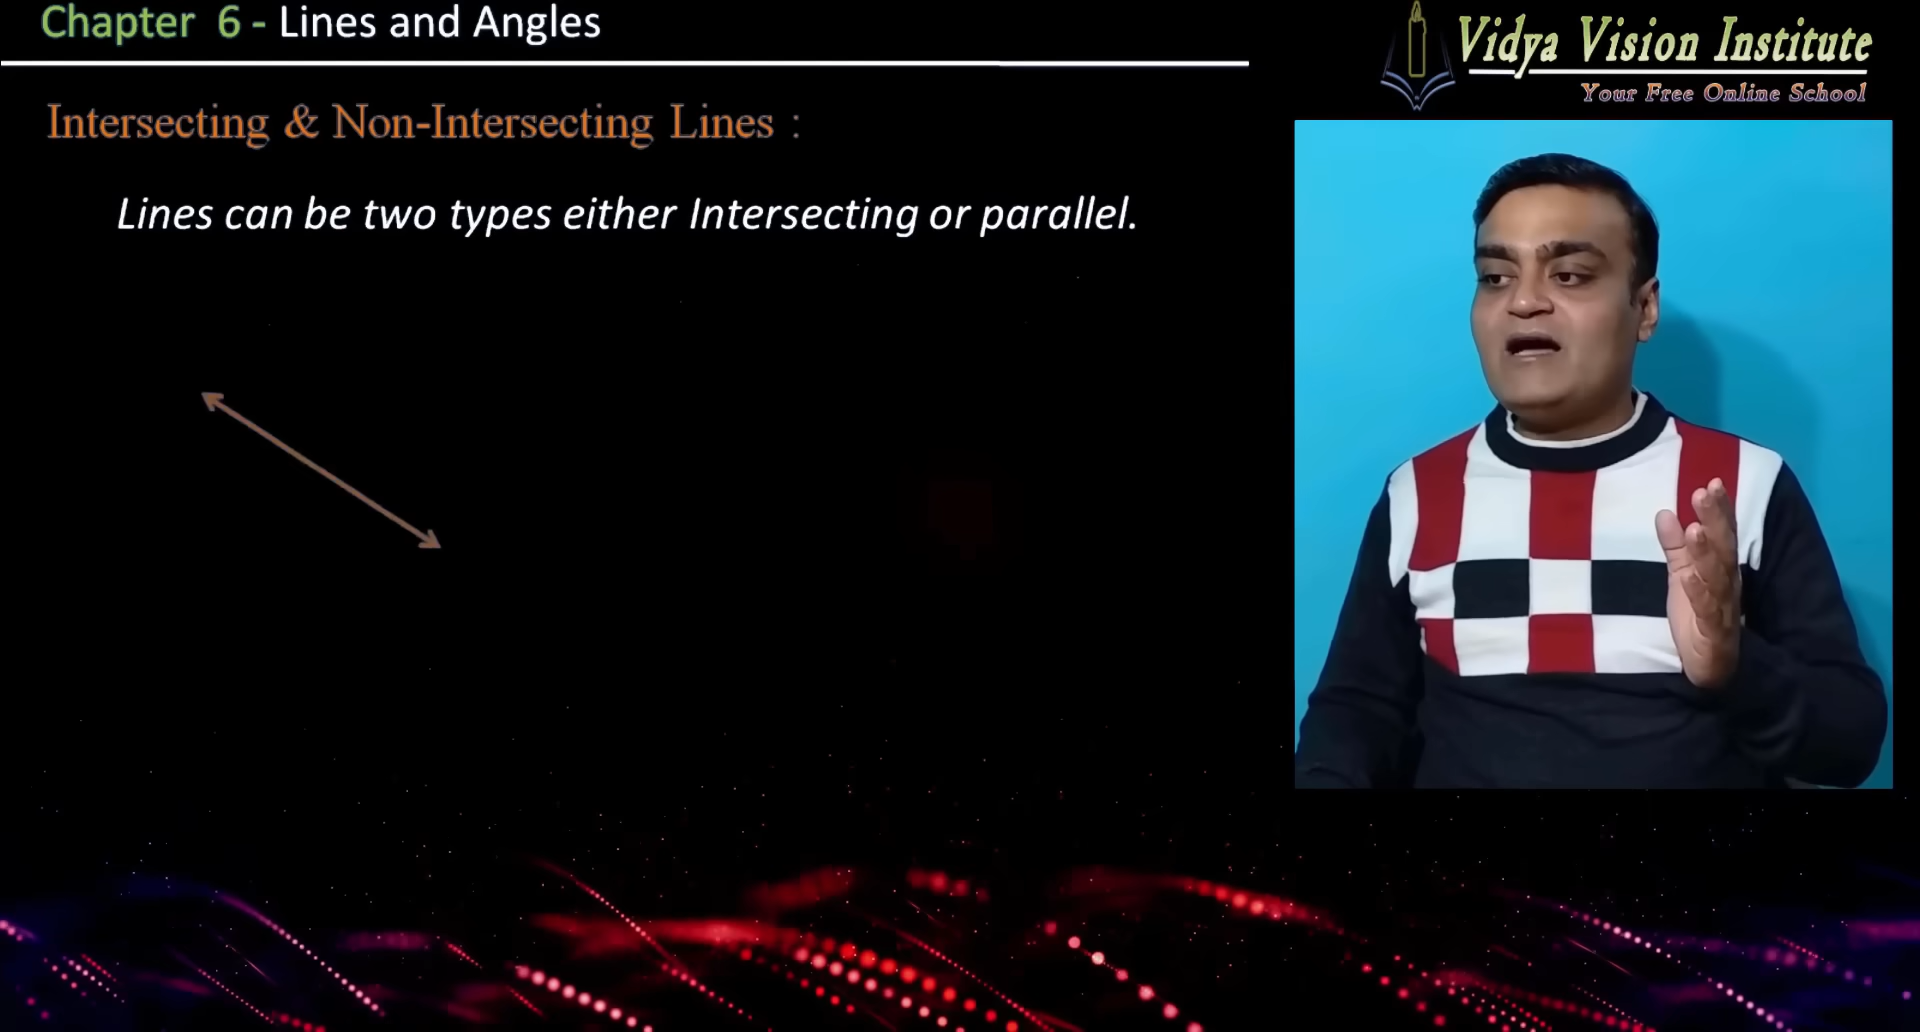 Chapter 6 - Lines and Angles
Vidya Vision Institute
Your Free Online School
Intersecting & Non-Intersecting Lines :
Lines can be two types either Intersecting or parallel.